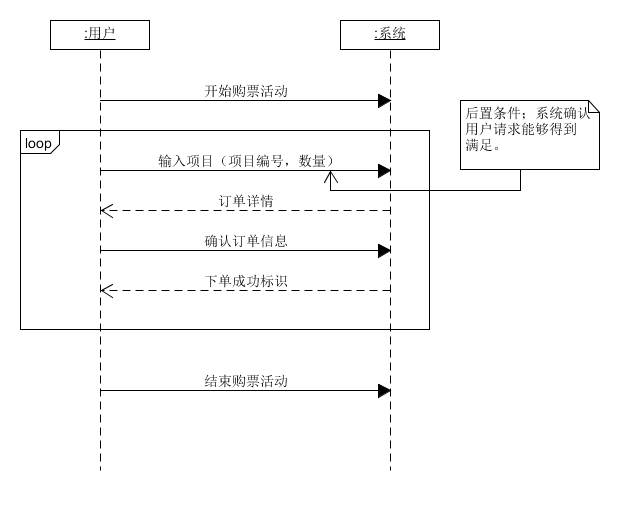 :用户
:系统
开始购票活动
后置条件：系统确认
用户请求能够得到
满足。
loop
输入项目（项目编号，数量）
订单详情
确认订单信息
下单成功标识
结束购票活动